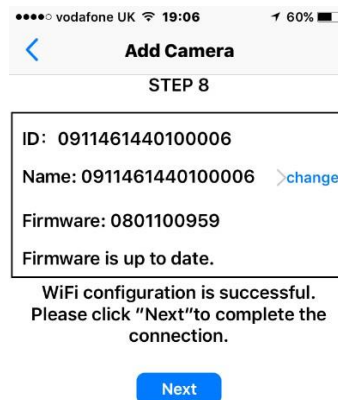 vodafone UK 19:06 60%
Add Camera
STEP 8
ID: 0911461440100006
Name: 0911461440100006 >change
Firmware: 0801100959
Firmware is up to date.
WiFi configuration is successful.
Please click "Next"to complete the
connection.
Next